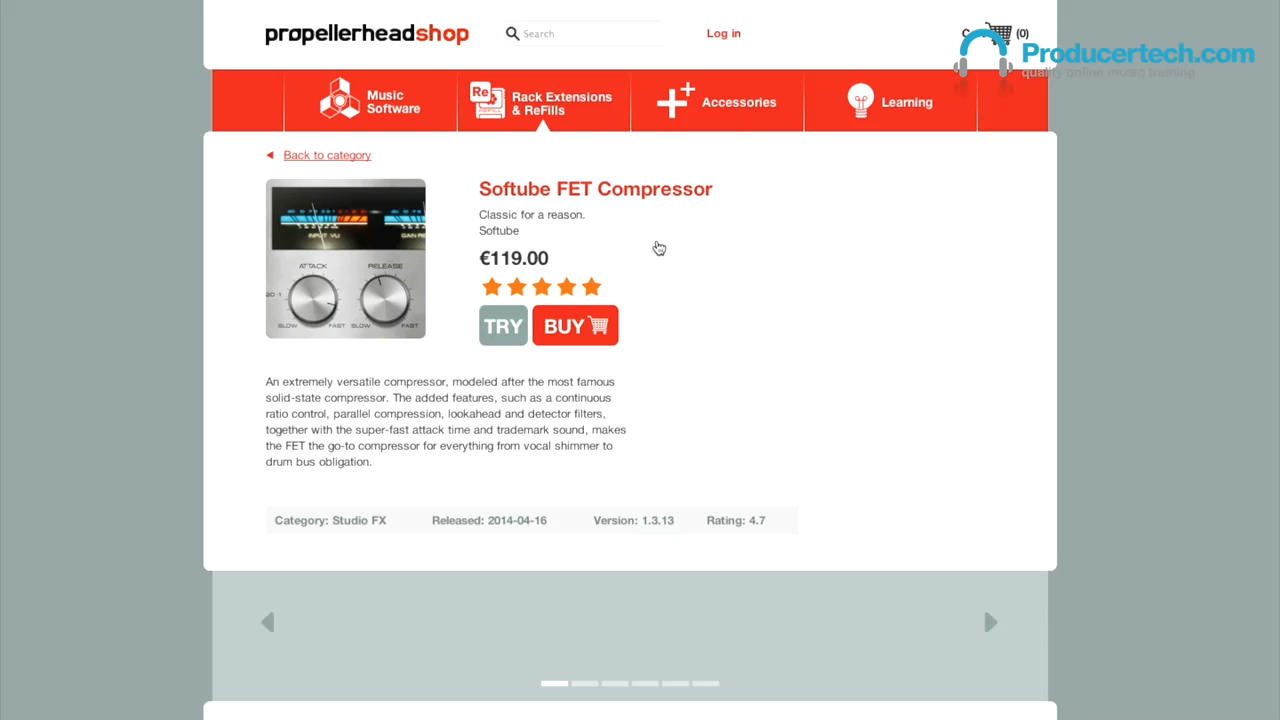 propellerheadshop
Search
Log in
(0)
Producertech.com
quality online music training
Music
Software
Re
Rack Extensions
& ReFills
Accessories
Learning
Back to category
Softube FET Compressor
Classic for a reason.
Softube
€119.00
TRY
BUY
INPUT VU
ATTACK
RELEASE
SLOW
FAST
SLOW
FAST
An extremely versatile compressor, modeled after the most famous
solid-state compressor. The added features, such as a continuous
ratio control, parallel compression, lookahead and detector filters,
together with the super-fast attack time and trademark sound, makes
the FET the go-to compressor for everything from vocal shimmer to
drum bus obligation.
Category: Studio FX
Released: 2014-04-16
Version: 1.3.13
Rating: 4.7